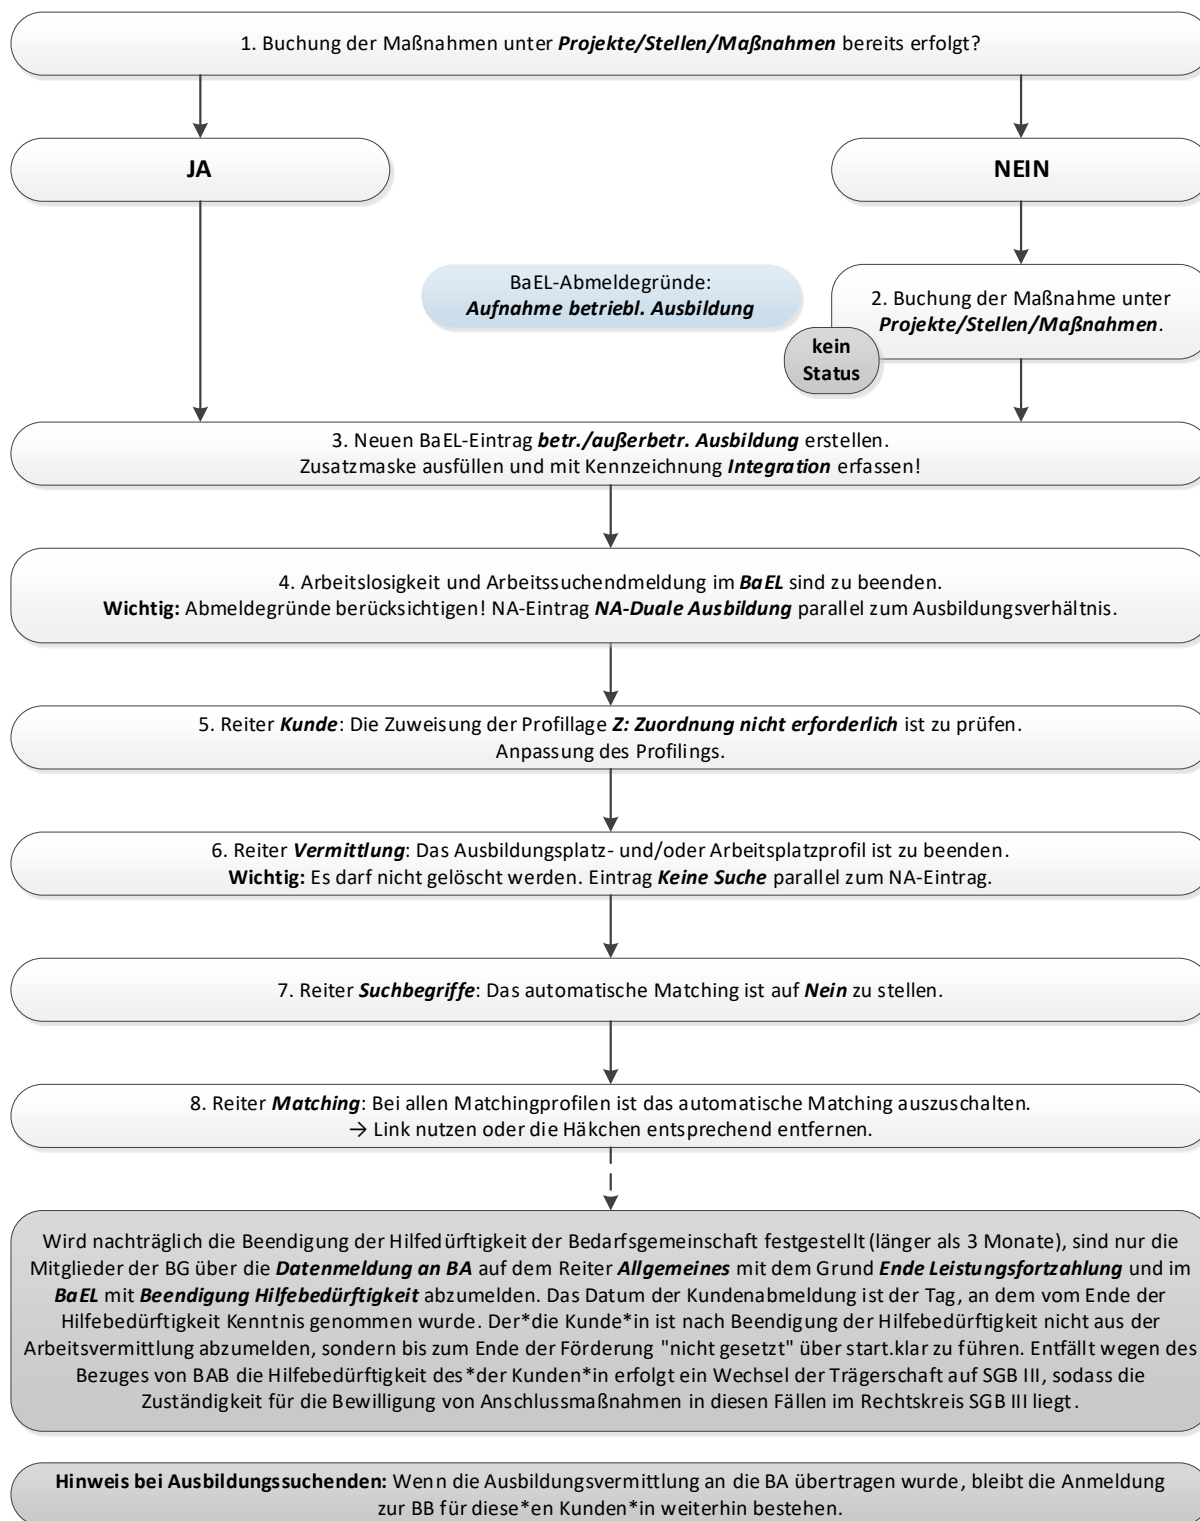 1. Buchung der Maßnahmen unter Projekte/Stellen/Maßnahmen bereits erfolgt?
JA
NEIN
BaEL-Abmeldegründe:
Aufnahme betriebl. Ausbildung
2. Buchung der Maßnahme unter
Projekte/Stellen/Maßnahmen.
kein
Status
3. Neuen BaEL-Eintrag betr./außerbetr. Ausbildung erstellen.
Zusatzmaske ausfüllen und mit Kennzeichnung Integration erfassen!
4. Arbeitslosigkeit und Arbeitssuchendmeldung im BaEL sind zu beenden.
Wichtig: Abmeldegründe berücksichtigen! NA-Eintrag NA-Duale Ausbildung parallel zum Ausbildungsverhältnis.
5. Reiter Kunde: Die Zuweisung der Profillage Z: Zuordnung nicht erforderlich ist zu prüfen.
Anpassung des Profilings.
6. Reiter Vermittlung: Das Ausbildungsplatz- und/oder Arbeitsplatzprofil ist zu beenden.
Wichtig: Es darf nicht gelöscht werden. Eintrag Keine Suche parallel zum NA-Eintrag.
7. Reiter Suchbegriffe: Das automatische Matching ist auf Nein zu stellen.
8. Reiter Matching: Bei allen Matchingprofilen ist das automatische Matching auszuschalten.
→ Link nutzen oder die Häkchen entsprechend entfernen.
Wird nachträglich die Beendigung der Hilfedürftigkeit der Bedarfsgemeinschaft festgestellt (länger als 3 Monate), sind nur die
Mitglieder der BG über die Datenmeldung an BA auf dem Reiter Allgemeines mit dem Grund Ende Leistungsfortzahlung und im
BaEL mit Beendigung Hilfebedürftigkeit abzumelden. Das Datum der Kundenabmeldung ist der Tag, an dem vom Ende der
Hilfebedürftigkeit Kenntnis genommen wurde. Der*die Kunde*in ist nach Beendigung der Hilfebedürftigkeit nicht aus der
Arbeitsvermittlung abzumelden, sondern bis zum Ende der Förderung "nicht gesetzt" über start.klar zu führen. Entfällt wegen des
Bezuges von BAB die Hilfebedürftigkeit des*der Kunden*in erfolgt ein Wechsel der Trägerschaft auf SGB III, sodass die
Zuständigkeit für die Bewilligung von Anschlussmaßnahmen in diesen Fällen im Rechtskreis SGB III liegt.
Hinweis bei Ausbildungssuchenden: Wenn die Ausbildungsvermittlung an die BA übertragen wurde, bleibt die Anmeldung
zur BB für diese*en Kunden*in weiterhin bestehen.